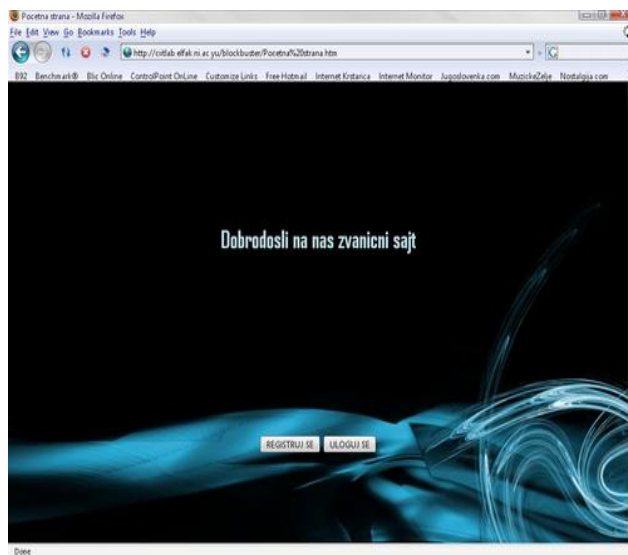 Pocetna strana - Mozilla Firefox
File Edit View Go Bookmarks Tools Help
http://ciitlab.elfak.ni.ac.yu/blockbuster/Pocetna%20strana.htm
B92 Benchmark® Blic Online ControlPoint OnLine Customize Links Free Hotmail Internet Krstarica Internet Monitor Jugoslovenka.com MuzickeZelje Nostalgija.com
Dobrodosli na nas zvanicni sajt
REGISTRUJ SE ULOGUJ SE
Done